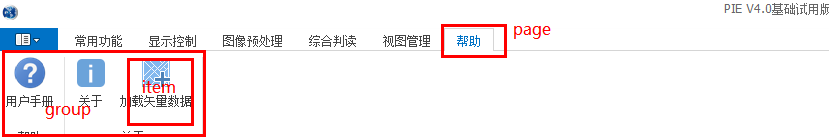 PIE V4.0基础试用版
常用功能 显示控制 图像预处理 综合判读 视图管理 帮助 page
item
用户手册 关于 加载矢量数据
group